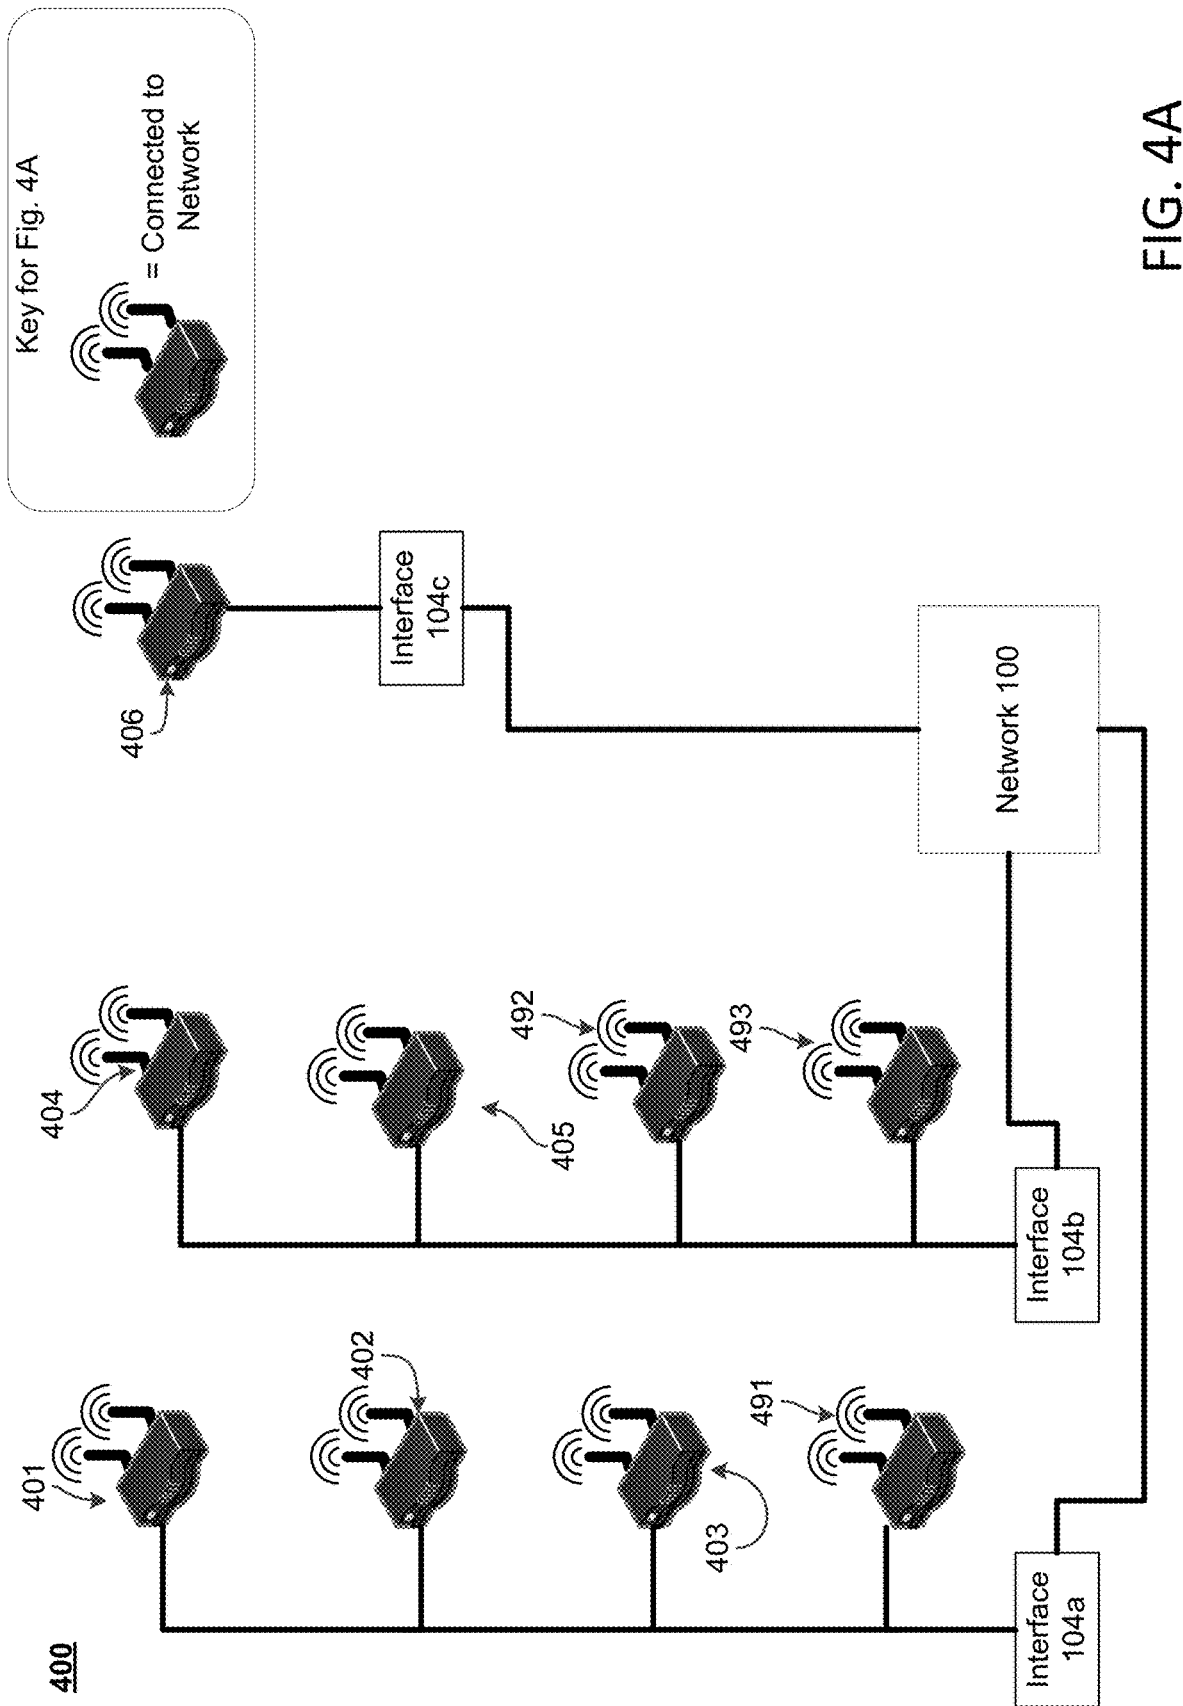 400
401
402
403
491
Interface
104a
404
405
492
493
Interface
104b
406
Interface
104c
Network 100
Key for Fig. 4A
= Connected to
Network
FIG. 4A